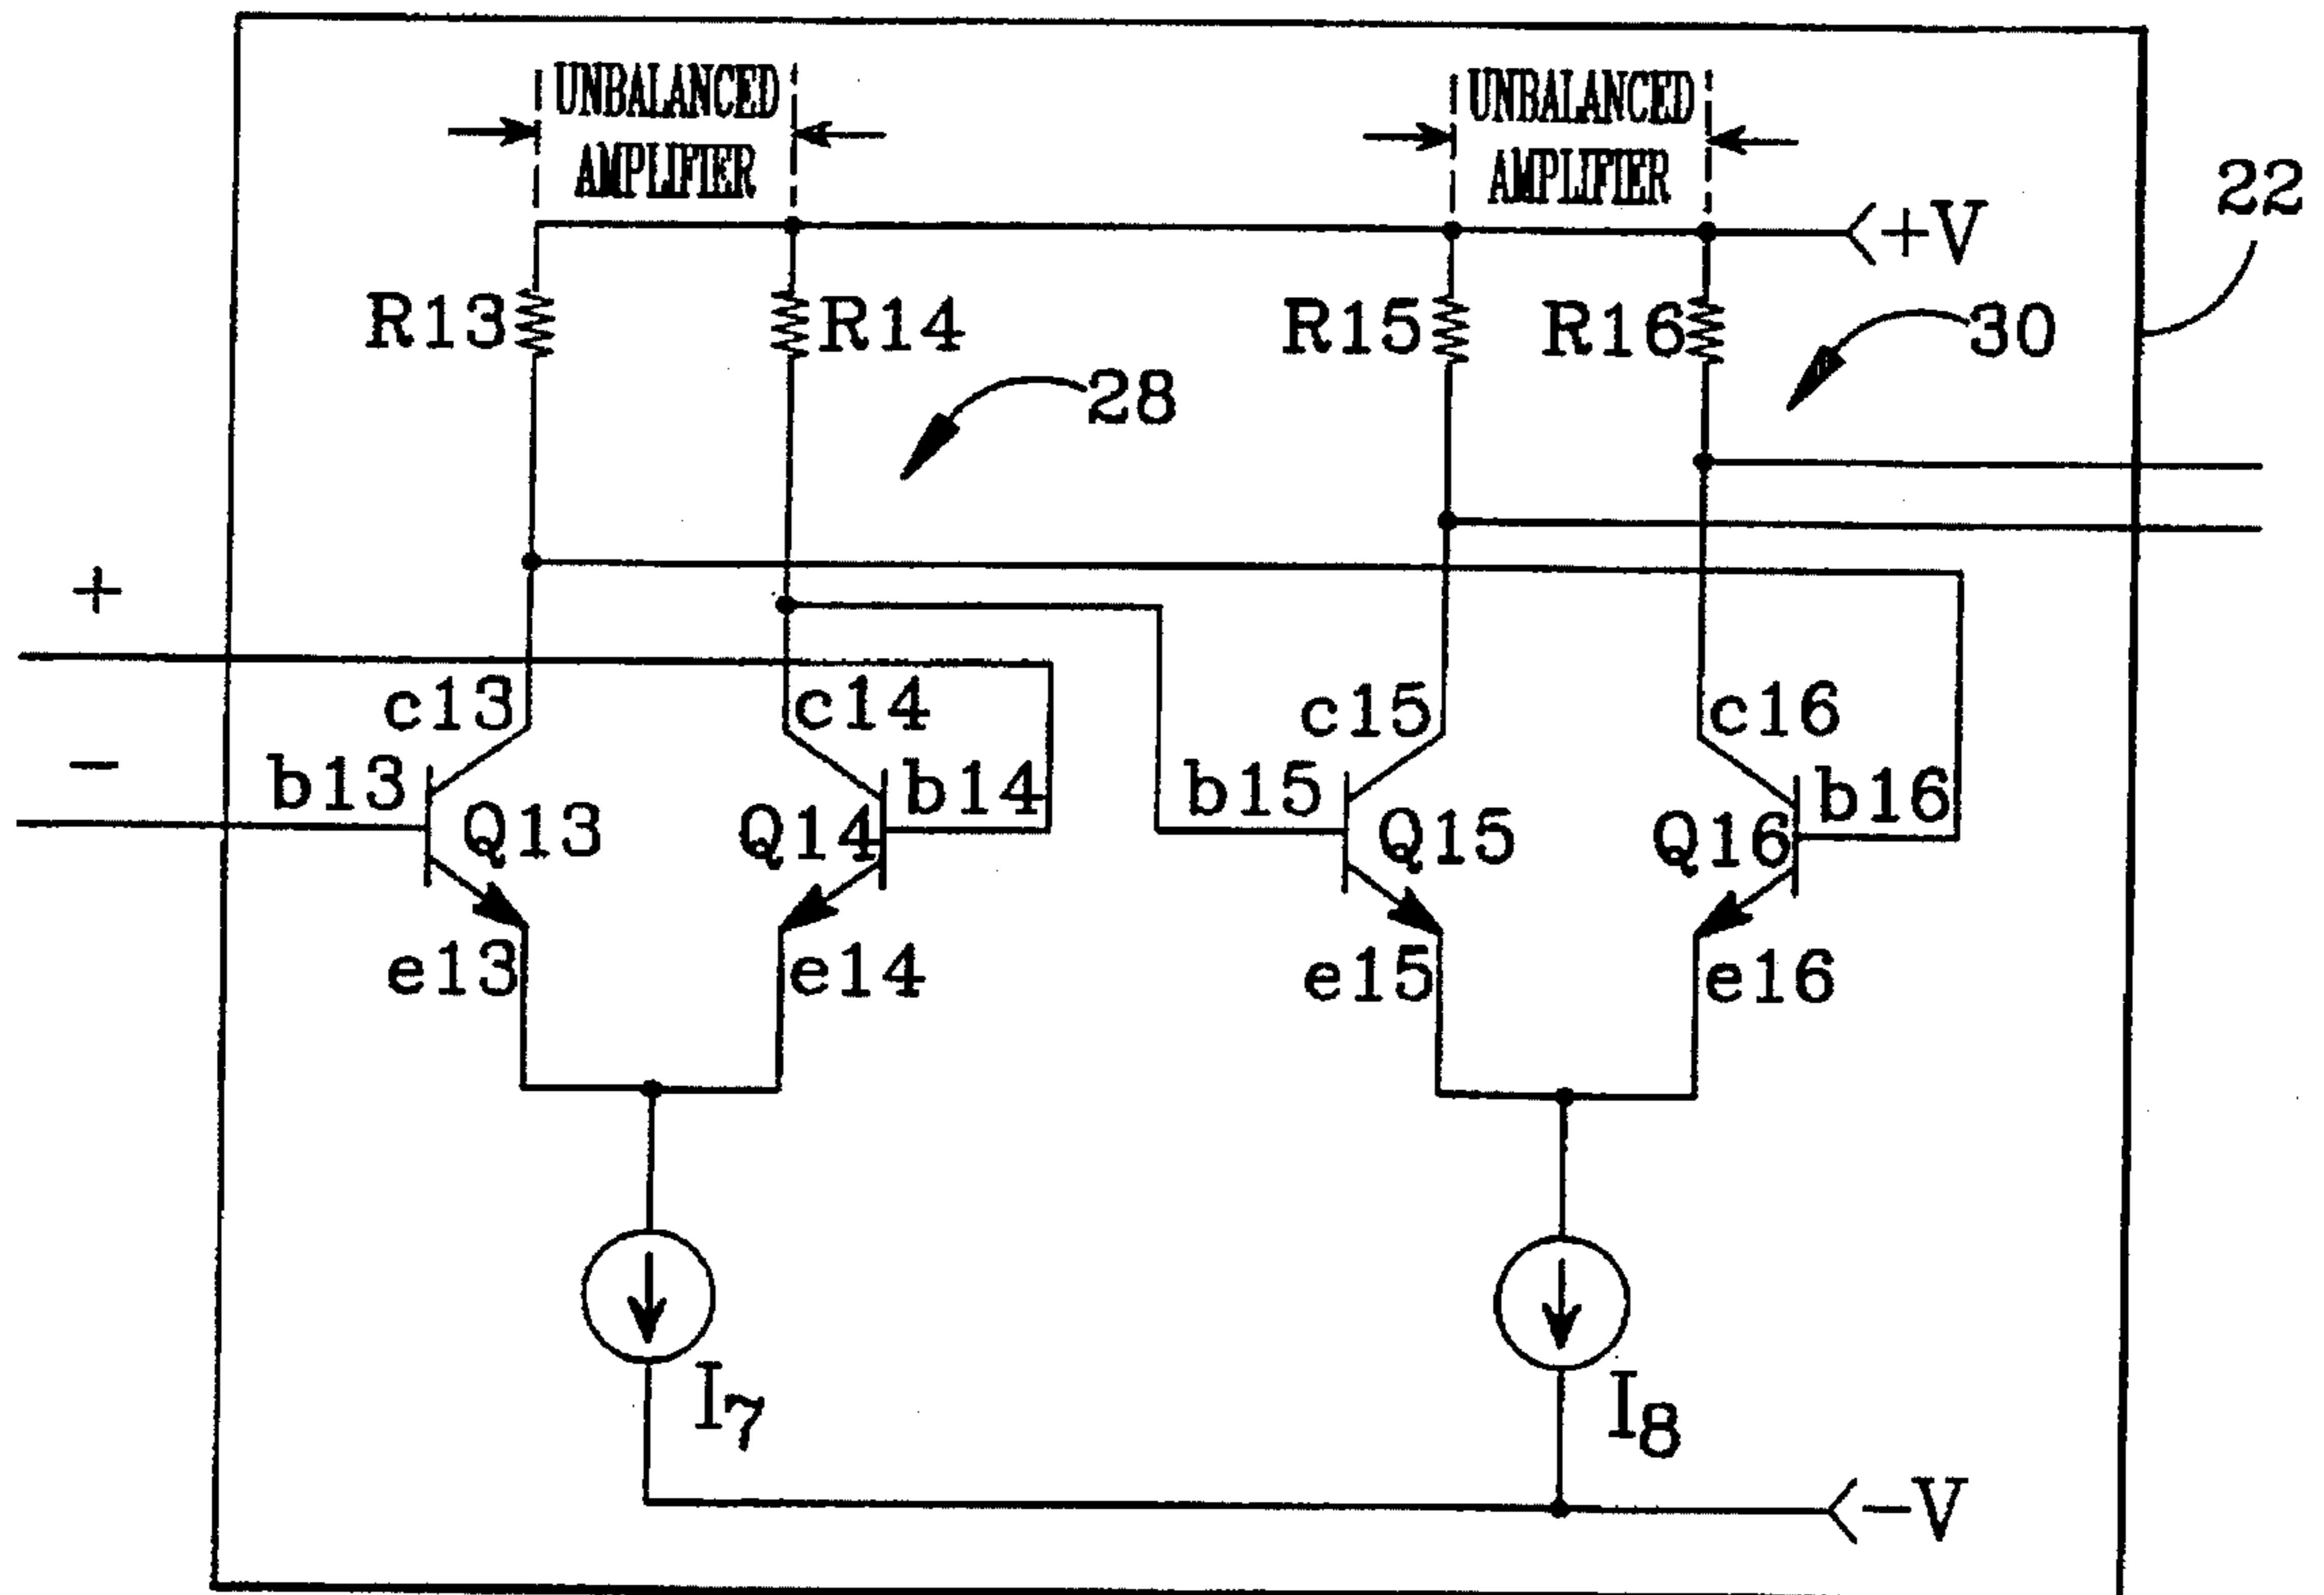 UNBALANCED
AMPLIFIER
UNBALANCED
AMPLIFIER
22
+V
R13
R14
R15
R16
30
28
+
c13
c14
c15
c16
−
b13
b14
b15
b16
Q13
Q14
Q15
Q16
e13
e14
e15
e16
I7
I8
−V